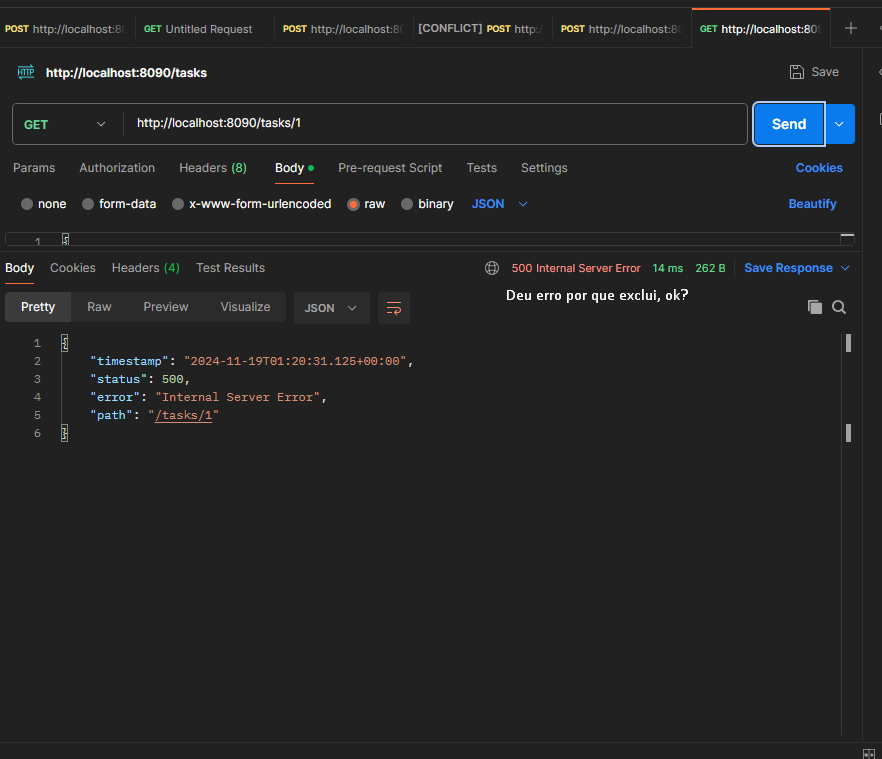 POST http://localhost:80 GET Untitled Request POST http://localhost:80 [CONFLICT] POST http:/ POST http://localhost:80 GET http://localhost:809
HTTP http://localhost:8090/tasks Save
GET http://localhost:8090/tasks/1 Send
Params Authorization Headers (8) Body Pre-request Script Tests Settings Cookies
none form-data x-www-form-urlencoded raw binary JSON Beautify
1 {
Body Cookies Headers (4) Test Results 500 Internal Server Error 14 ms 262 B Save Response
Deu erro por que exclui, ok?
Pretty Raw Preview Visualize JSON
1 {
2 "timestamp": "2024-11-19T01:20:31.125+00:00",
3 "status": 500,
4 "error": "Internal Server Error",
5 "path": "/tasks/1"
6 }